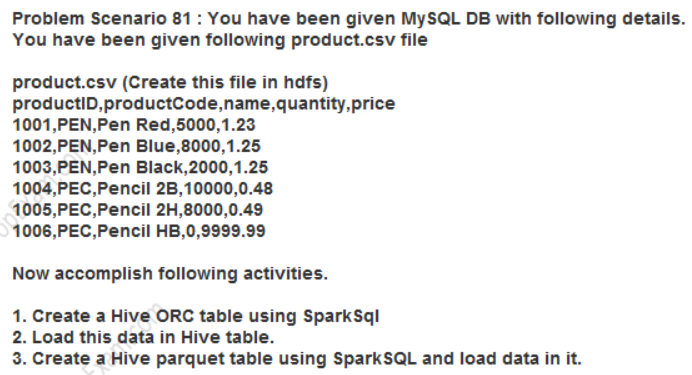 Problem Scenario 81 : You have been given MySQL DB with following details.
You have been given following product.csv file
product.csv (Create this file in hdfs)
productID,productCode,name,quantity,price
1001,PEN,Pen Red,5000,1.23
1002,PEN,Pen Blue,8000,1.25
1003,PEN,Pen Black,2000,1.25
1004,PEC,Pencil 2B,10000,0.48
1005,PEC,Pencil 2H,8000,0.49
1006,PEC,Pencil HB,0,9999.99
Now accomplish following activities.
1. Create a Hive ORC table using SparkSql
2. Load this data in Hive table.
3. Create a Hive parquet table using SparkSQL and load data in it.